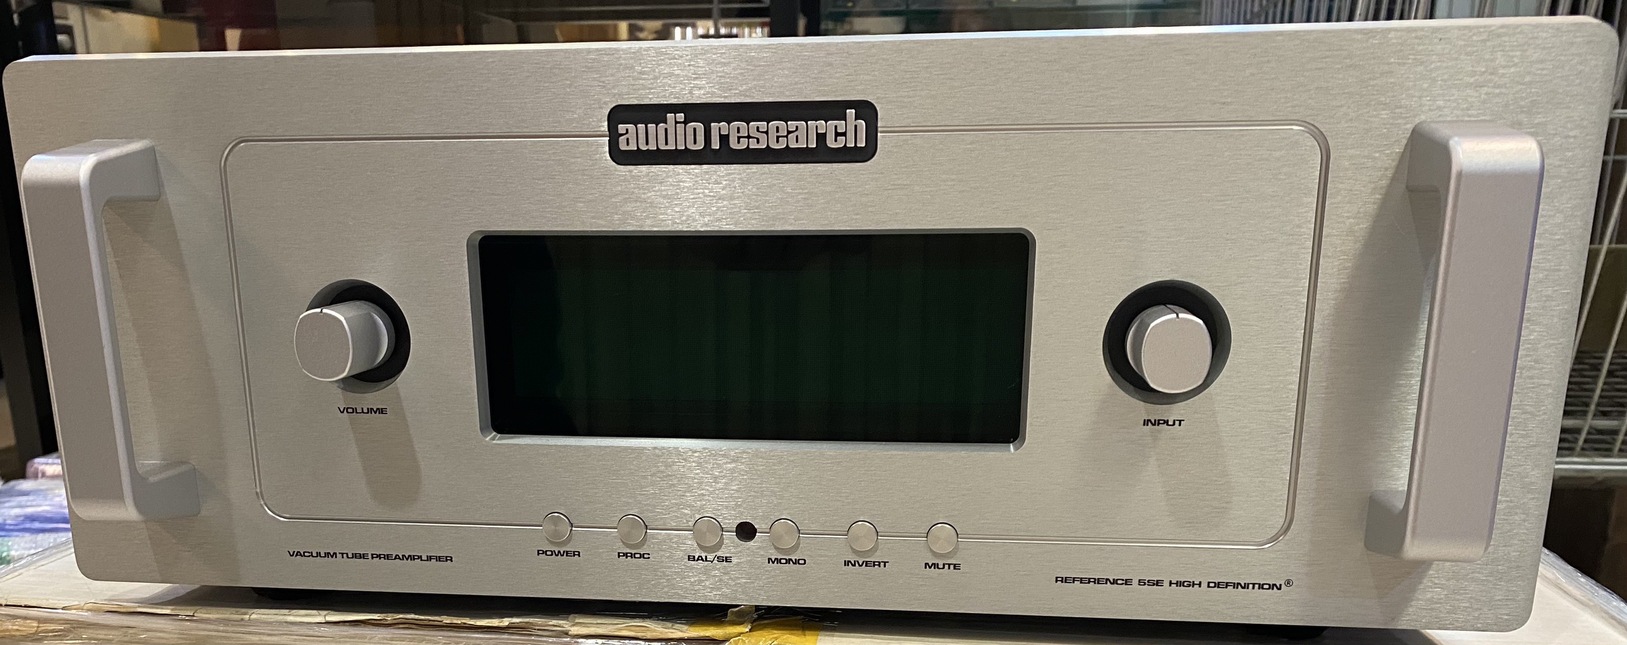 audio research
VOLUME
INPUT
POWER
PROC
BAL/SE
MONO
INVERT
MUTE
VACUUM TUBE PREAMPLIFIER
REFERENCE 5SE HIGH DEFINITION®